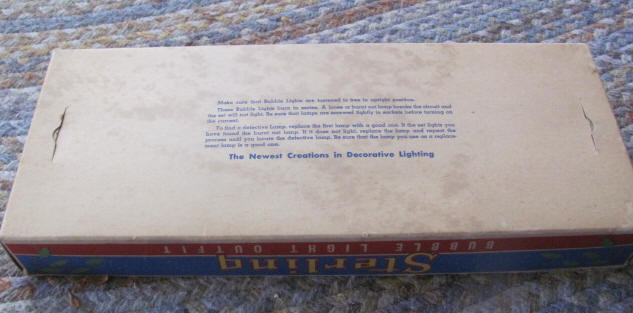 Make sure that Bubble Lights are fastened to tree in upright position.
These Bubble Lights burn in series. A loose or burnt out lamp breaks the circuit and
the set will not light. Be sure that lamps are screwed tightly in sockets before turning on
the current.
To find a defective lamp, replace the first lamp with a good one. If the set lights you
have found the burnt out lamp. If it does not light, replace the lamp and repeat the
process until you locate the defective lamp. Be sure that the lamp you use as a replace-
ment lamp is a good one.
The Newest Creations in Decorative Lighting
BUBBLE LIGHT OUTFIT
Sterling